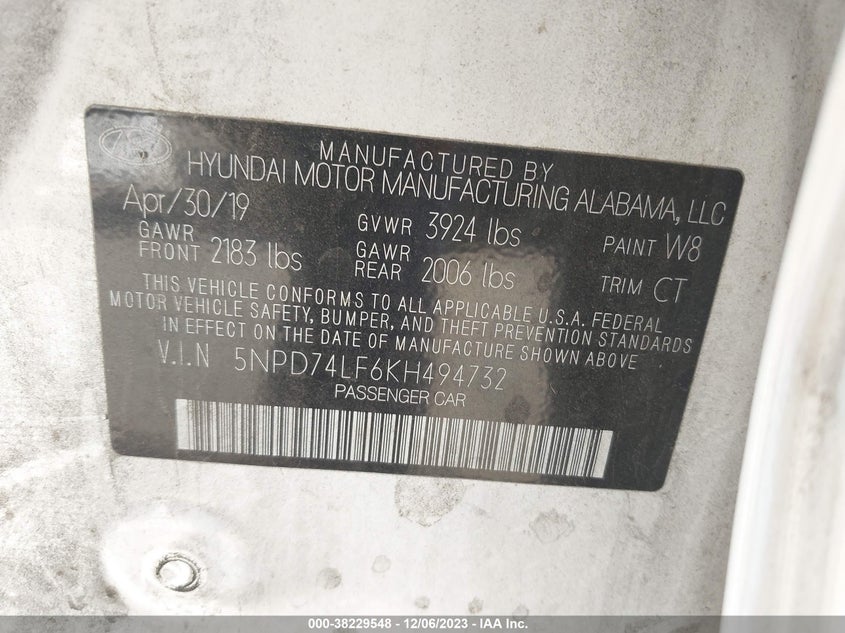 MANUFACTURED BY
HYUNDAI MOTOR MANUFACTURING ALABAMA, LLC
Apr/30/19 GVWR 3924 lbs PAINT W8
GAWR FRONT 2183 lbs GAWR REAR 2006 lbs TRIM CT
THIS VEHICLE CONFORMS TO ALL APPLICABLE U.S.A. FEDERAL
MOTOR VEHICLE SAFETY, BUMPER, AND THEFT PREVENTION STANDARDS
IN EFFECT ON THE DATE OF MANUFACTURE SHOWN ABOVE
V.I.N 5NPD74LF6KH494732
PASSENGER CAR
000-38229548 - 12/06/2023 - IAA Inc.